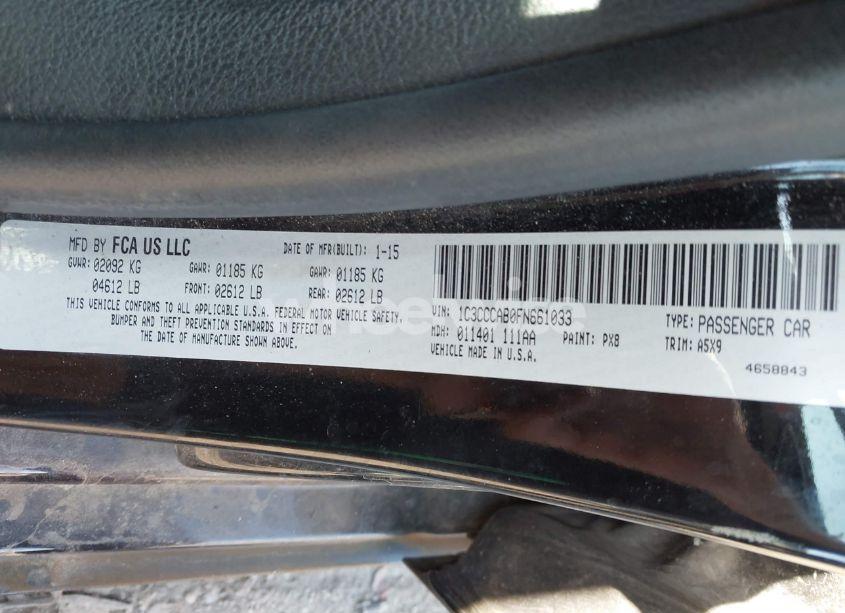 MFD BY FCA US LLC DATE OF MFR(BUILT): 1-15
GVWR: 02092 KG GAWR: 01185 KG GAWR: 01185 KG
04612 LB FRONT: 02612 LB REAR: 02612 LB
THIS VEHICLE CONFORMS TO ALL APPLICABLE U.S.A. FEDERAL MOTOR VEHICLE SAFETY,
BUMPER AND THEFT PREVENTION STANDARDS IN EFFECT ON
THE DATE OF MANUFACTURE SHOWN ABOVE.
VIN: 1C3CCCAB0FN661033 TYPE: PASSENGER CAR
MDH: 011401 111AA PAINT: PX8 TRIM: A5X9
VEHICLE MADE IN U.S.A.
4658843